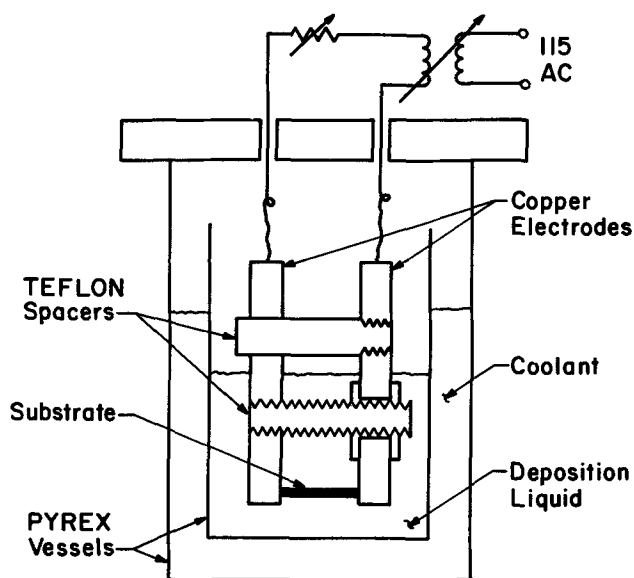 115
AC
Copper
Electrodes
TEFLON
Spacers
Coolant
Substrate
Deposition
Liquid
PYREX
Vessels